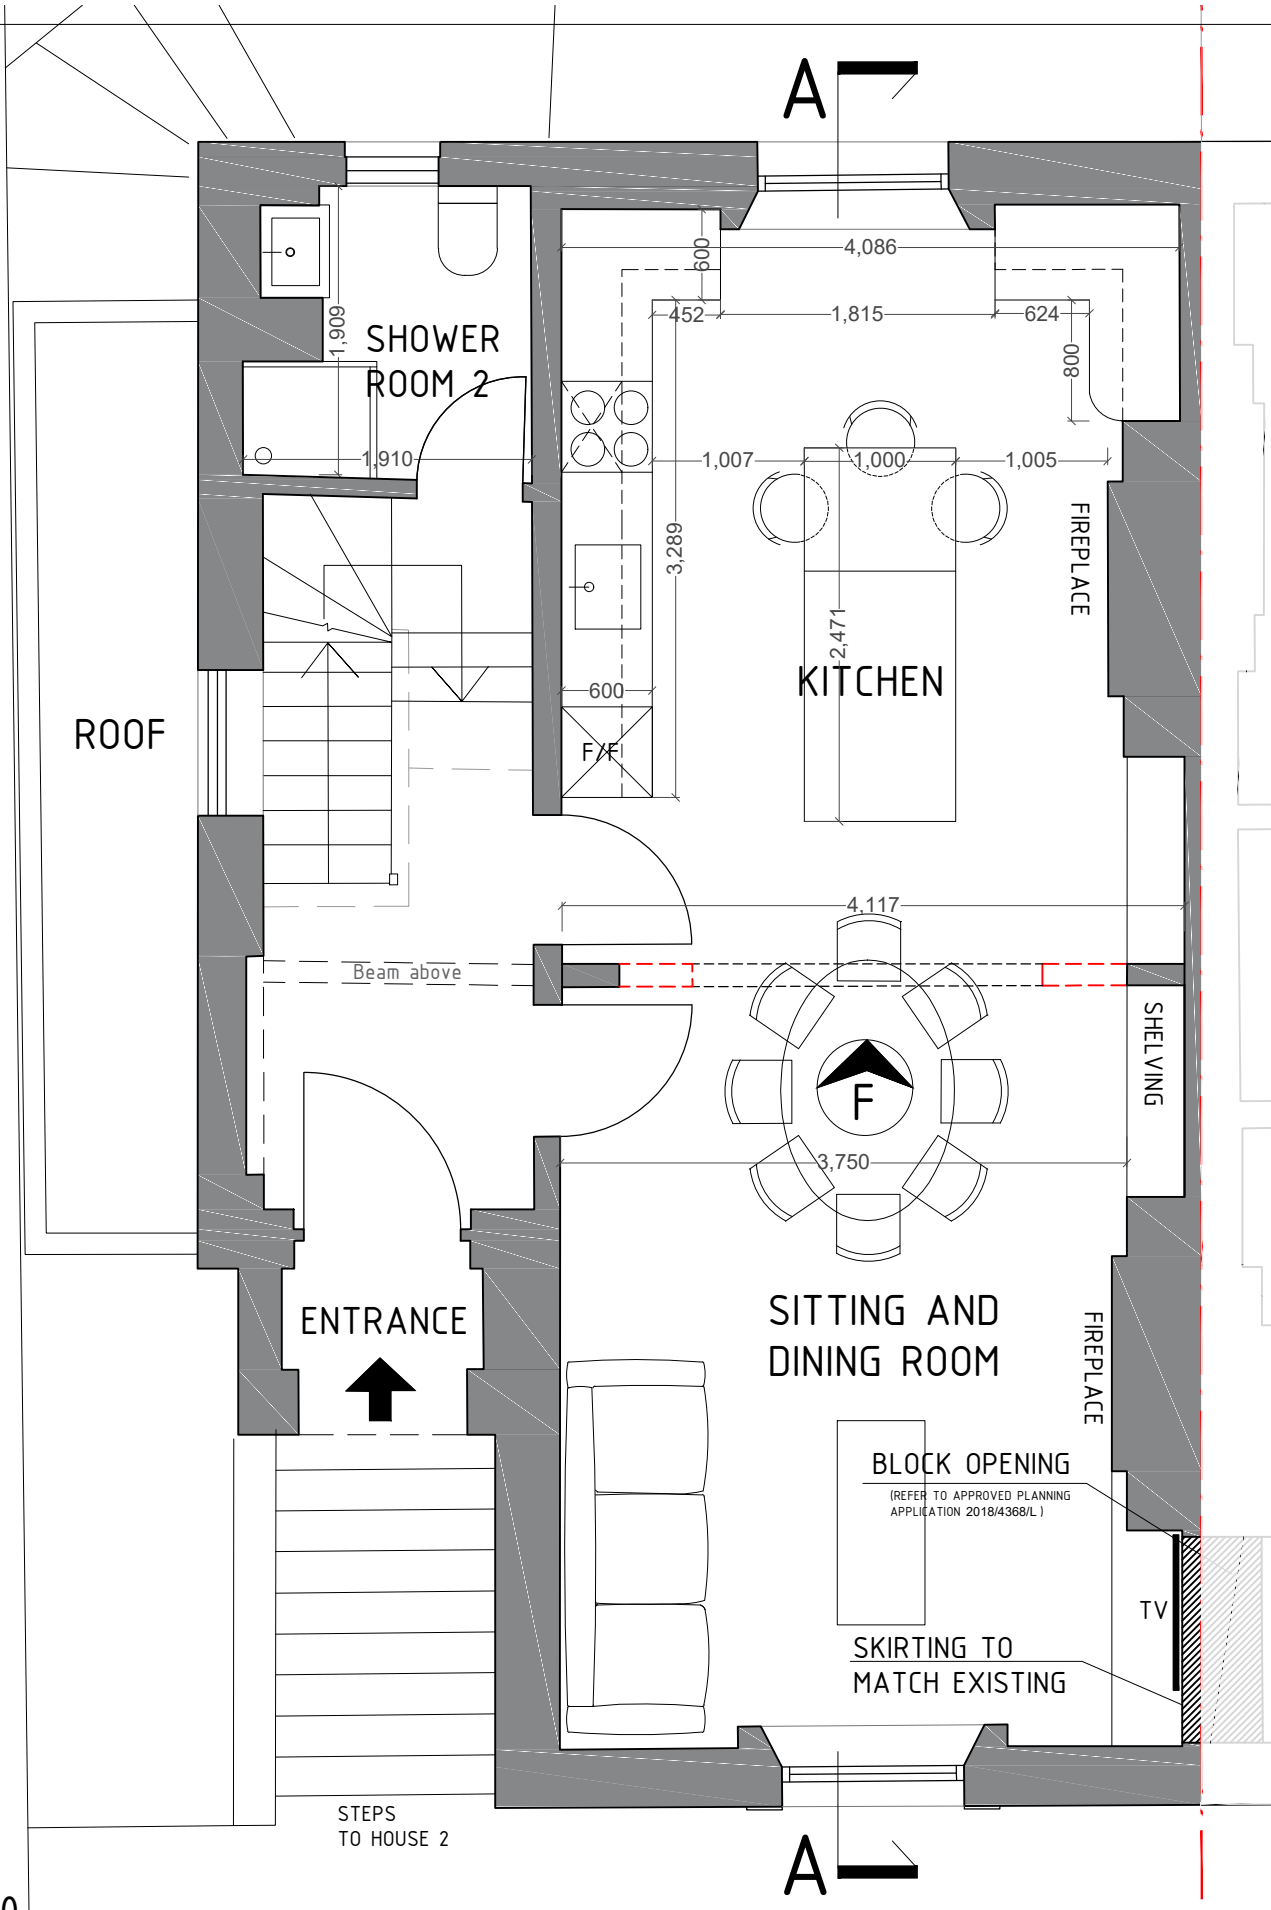 A
600
4,086
452
1,815
624
1,909
SHOWER
ROOM 2
800
1,910
1,007
1,000
1,005
FIREPLACE
3,289
2,471
600
KITCHEN
ROOF
F/F
4,117
Beam above
SHELVING
F
3,750
ENTRANCE
SITTING AND
DINING ROOM
FIREPLACE
BLOCK OPENING
(REFER TO APPROVED PLANNING
APPLICATION 2018/4368/L )
TV
SKIRTING TO
MATCH EXISTING
STEPS
TO HOUSE 2
A